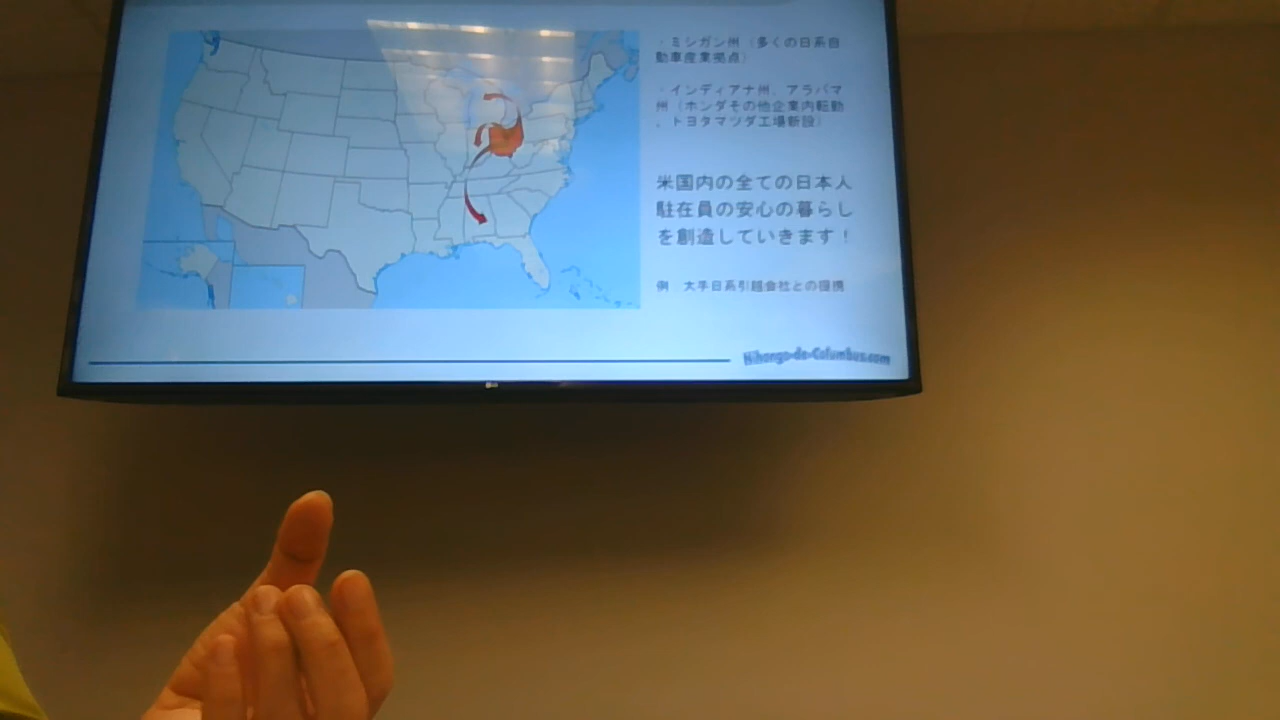 ・ミシガン州（多くの日系自
動車産業拠点）
・インディアナ州、アラバマ
州（ホンダその他企業内転勤
、トヨタマツダ工場新設）
米国内の全ての日本人
駐在員の安心の暮らし
を創造していきます！
例　大手日系引越会社との提携
Nihongo-de-Columbus.com
LG